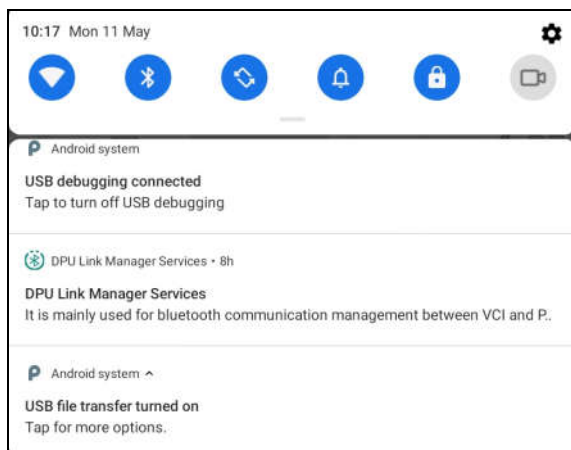 10:17 Mon 11 May
Android system
USB debugging connected
Tap to turn off USB debugging
DPU Link Manager Services • 8h
DPU Link Manager Services
It is mainly used for bluetooth communication management between VCI and P..
Android system
USB file transfer turned on
Tap for more options.